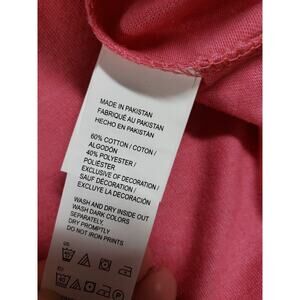 MADE IN PAKISTAN
FABRIQUÉ AU PAKISTAN
HECHO EN PAKISTÁN
60% COTTON / COTON /
ALGODÓN
40% POLYESTER /
POLIÉSTER
EXCLUSIVE OF DECORATION /
SAUF DÉCORATION /
EXCLUYE LA DECORACIÓN
WASH AND DRY INSIDE OUT
WASH DARK COLORS
SEPARATELY,
DRY PROMPTLY
DO NOT IRON PRINTS